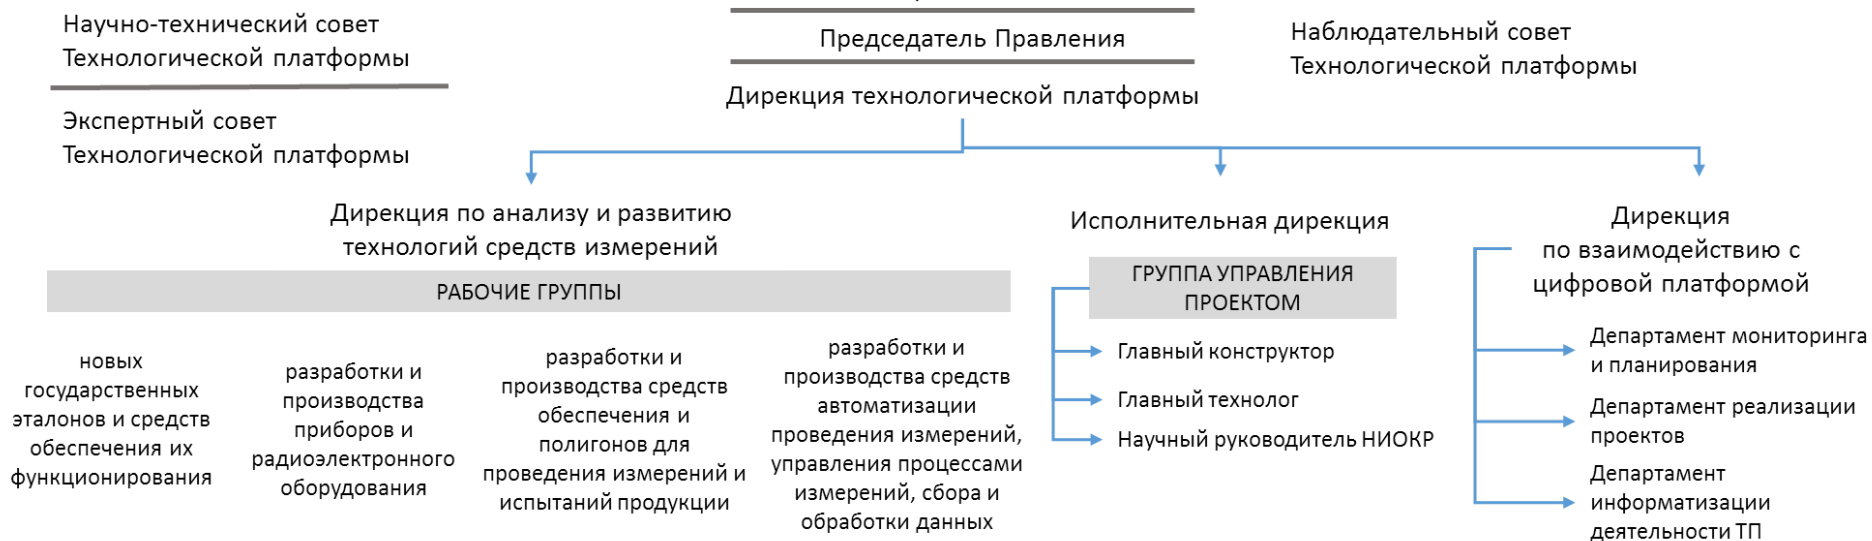 Научно-технический совет
Технологической платформы
Экспертный совет
Технологической платформы
Председатель Правления
Дирекция технологической платформы
Наблюдательный совет
Технологической платформы
Дирекция по анализу и развитию
технологий средств измерений
РАБОЧИЕ ГРУППЫ
новых
государственных
эталонов и средств
обеспечения их
функционирования
разработки и
производства
приборов и
радиоэлектронного
оборудования
разработки и
производства средств
обеспечения и
полигонов для
проведения измерений и
испытаний продукции
разработки и
производства средств
автоматизации
проведения измерений,
управления процессами
измерений, сбора и
обработки данных
Исполнительная дирекция
ГРУППА УПРАВЛЕНИЯ
ПРОЕКТОМ
Главный конструктор
Главный технолог
Научный руководитель НИОКР
Дирекция
по взаимодействию с
цифровой платформой
Департамент мониторинга
и планирования
Департамент реализации
проектов
Департамент
информатизации
деятельности ТП